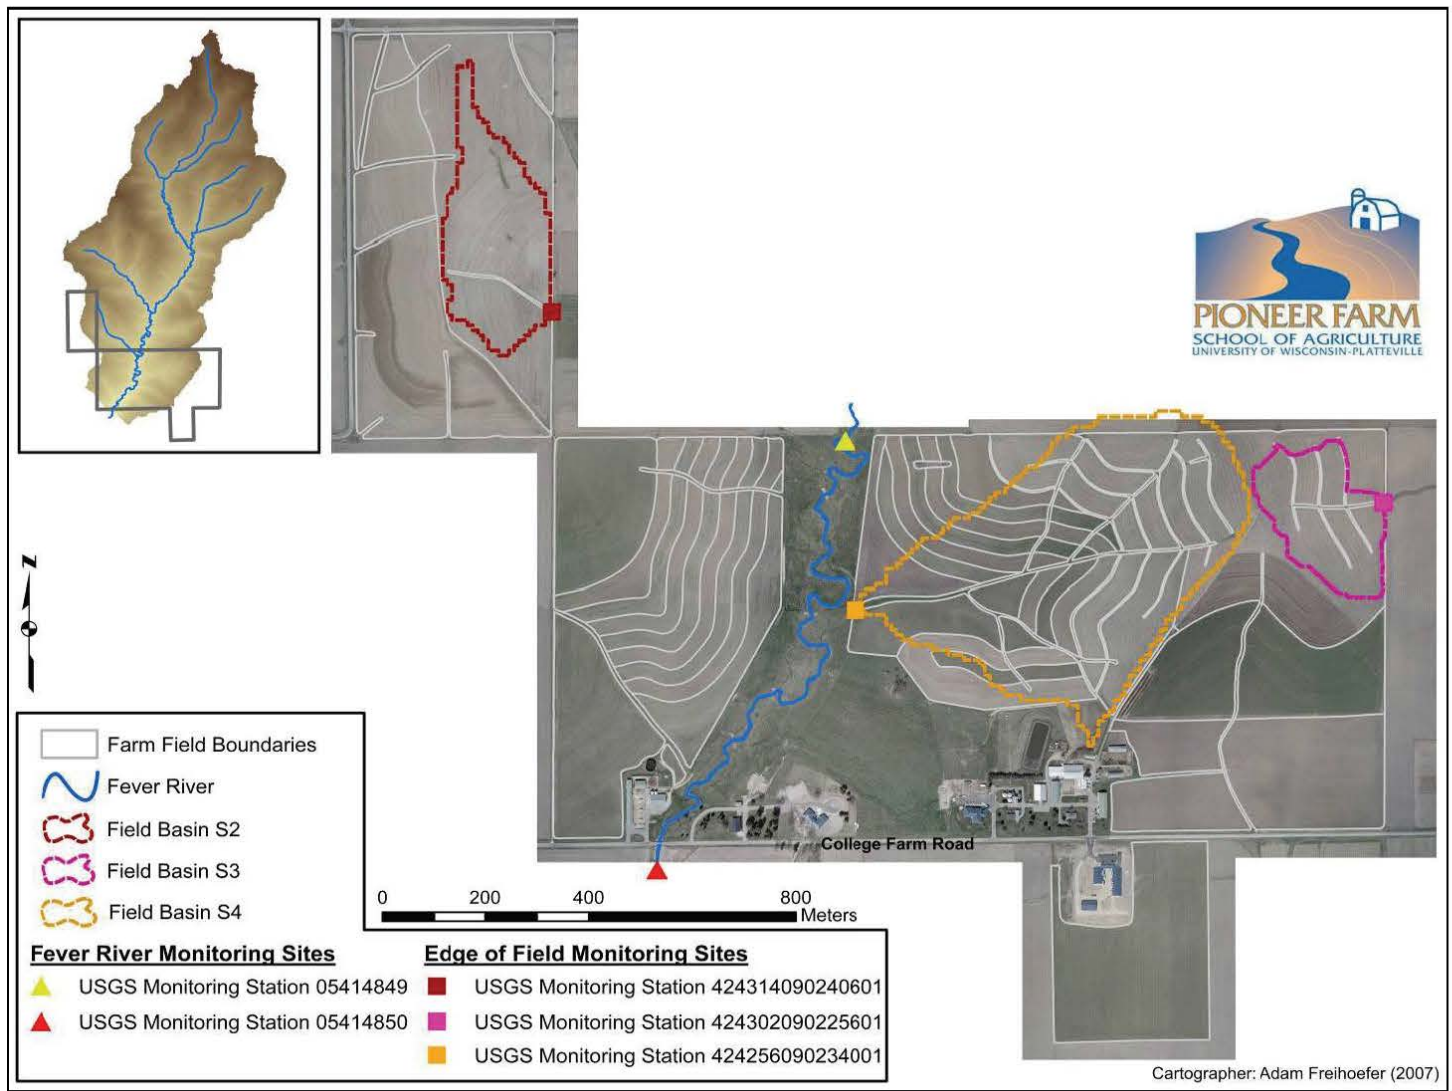 PIONEER FARM
SCHOOL OF AGRICULTURE
UNIVERSITY OF WISCONSIN-PLATTEVILLE
N
College Farm Road
Farm Field Boundaries
Fever River
Field Basin S2
Field Basin S3
Field Basin S4
0 200 400 800
Meters
Fever River Monitoring Sites
USGS Monitoring Station 05414849
USGS Monitoring Station 05414850
Edge of Field Monitoring Sites
USGS Monitoring Station 424314090240601
USGS Monitoring Station 424302090225601
USGS Monitoring Station 424256090234001
Cartographer: Adam Freihoefer (2007)